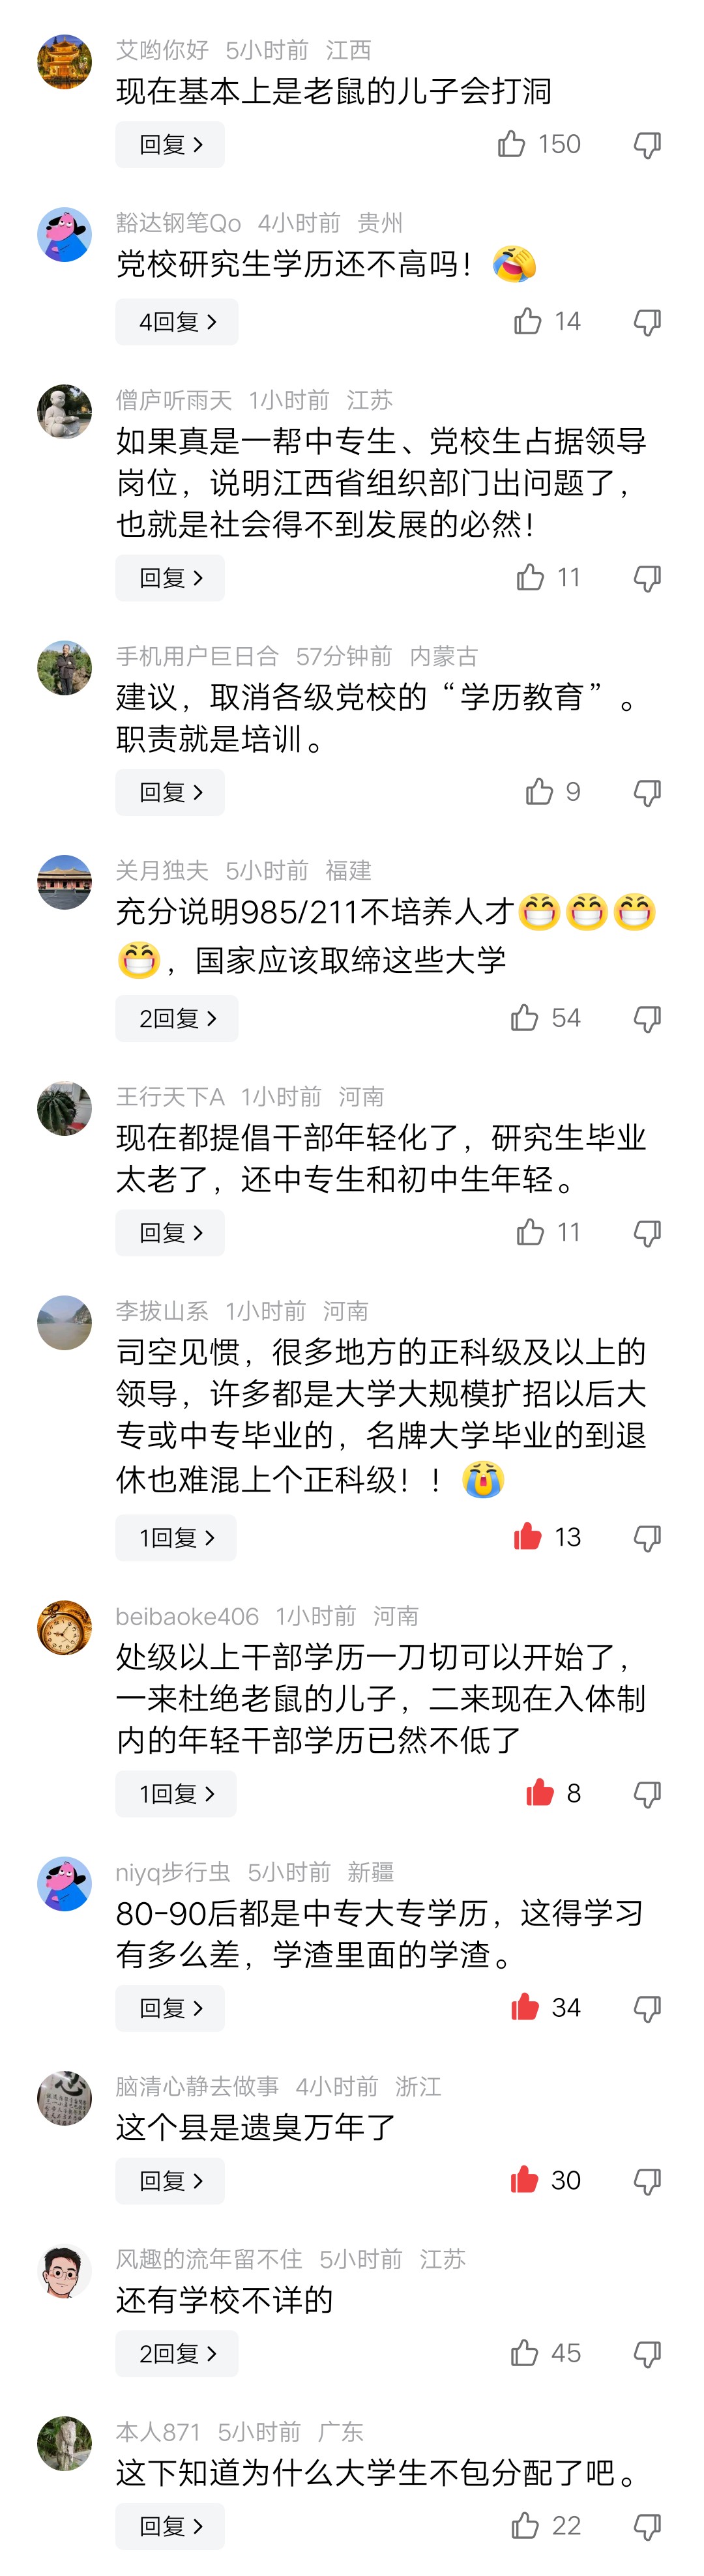 艾哟你好 5小时前 江西
现在基本上是老鼠的儿子会打洞
回复 >
150
豁达钢笔Qo 4小时前 贵州
党校研究生学历还不高吗！🤣
4回复 >
14
僧庐听雨天 1小时前 江苏
如果真是一帮中专生、党校生占据领导
岗位，说明江西省组织部门出问题了，
也就是社会得不到发展的必然！
回复 >
11
手机用户巨日合 57分钟前 内蒙古
建议，取消各级党校的“学历教育”。
职责就是培训。
回复 >
9
关月独夫 5小时前 福建
充分说明985/211不培养人才😁😁😁
😁，国家应该取缔这些大学
2回复 >
54
王行天下A 1小时前 河南
现在都提倡干部年轻化了，研究生毕业
太老了，还中专生和初中生年轻。
回复 >
11
李拔山系 1小时前 河南
司空见惯，很多地方的正科级及以上的
领导，许多都是大学大规模扩招以后大
专或中专毕业的，名牌大学毕业的到退
休也难混上个正科级！！😭
1回复 >
13
beibaoke406 1小时前 河南
处级以上干部学历一刀切可以开始了，
一来杜绝老鼠的儿子，二来现在入体制
内的年轻干部学历已然不低了
1回复 >
8
niyq步行虫 5小时前 新疆
80-90后都是中专大专学历，这得学习
有多么差，学渣里面的学渣。
回复 >
34
脑清心静去做事 4小时前 浙江
这个县是遗臭万年了
回复 >
30
风趣的流年留不住 5小时前 江苏
还有学校不详的
2回复 >
45
本人871 5小时前 广东
这下知道为什么大学生不包分配了吧。
回复 >
22